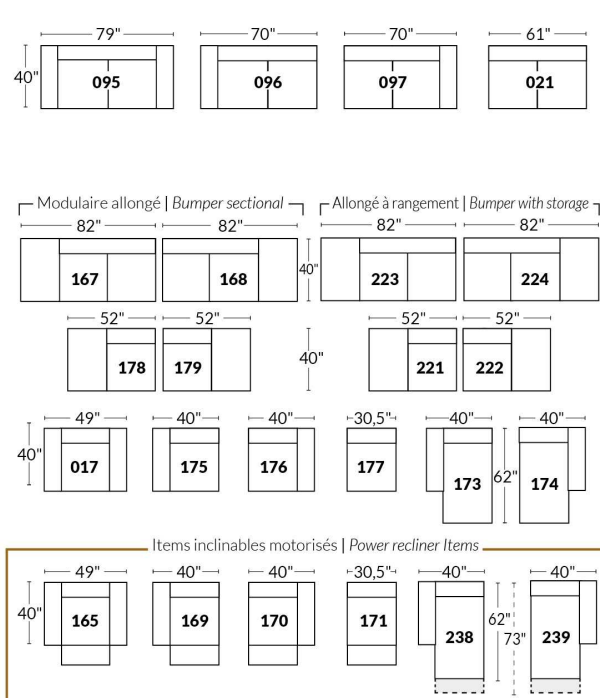 79" 70" 70" 61"
40" 095 096 097 021
Modulaire allongé | Bumper sectional Allongé à rangement | Bumper with storage
82" 82" 82" 82"
167 168 40" 223 224
52" 52" 52" 52"
178 179 40" 221 222
49" 40" 40" 30,5" 40" 40"
40" 017 175 176 177 173 62" 174
Items inclinables motorisés | Power recliner Items
49" 40" 40" 30,5" 40" 40"
40" 165 169 170 171 238 62" 73" 239